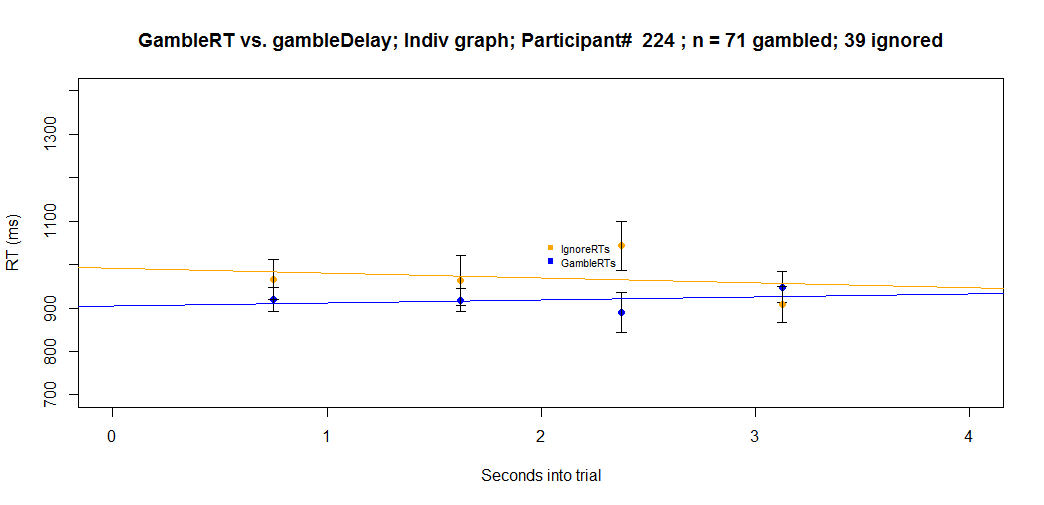 GambleRT vs. gambleDelay; Indiv graph; Participant#  224 ; n = 71 gambled; 39 ignored
RT (ms)
1300
1100
900
800
700
IgnoreRTs
GambleRTs
0 1 2 3 4
Seconds into trial